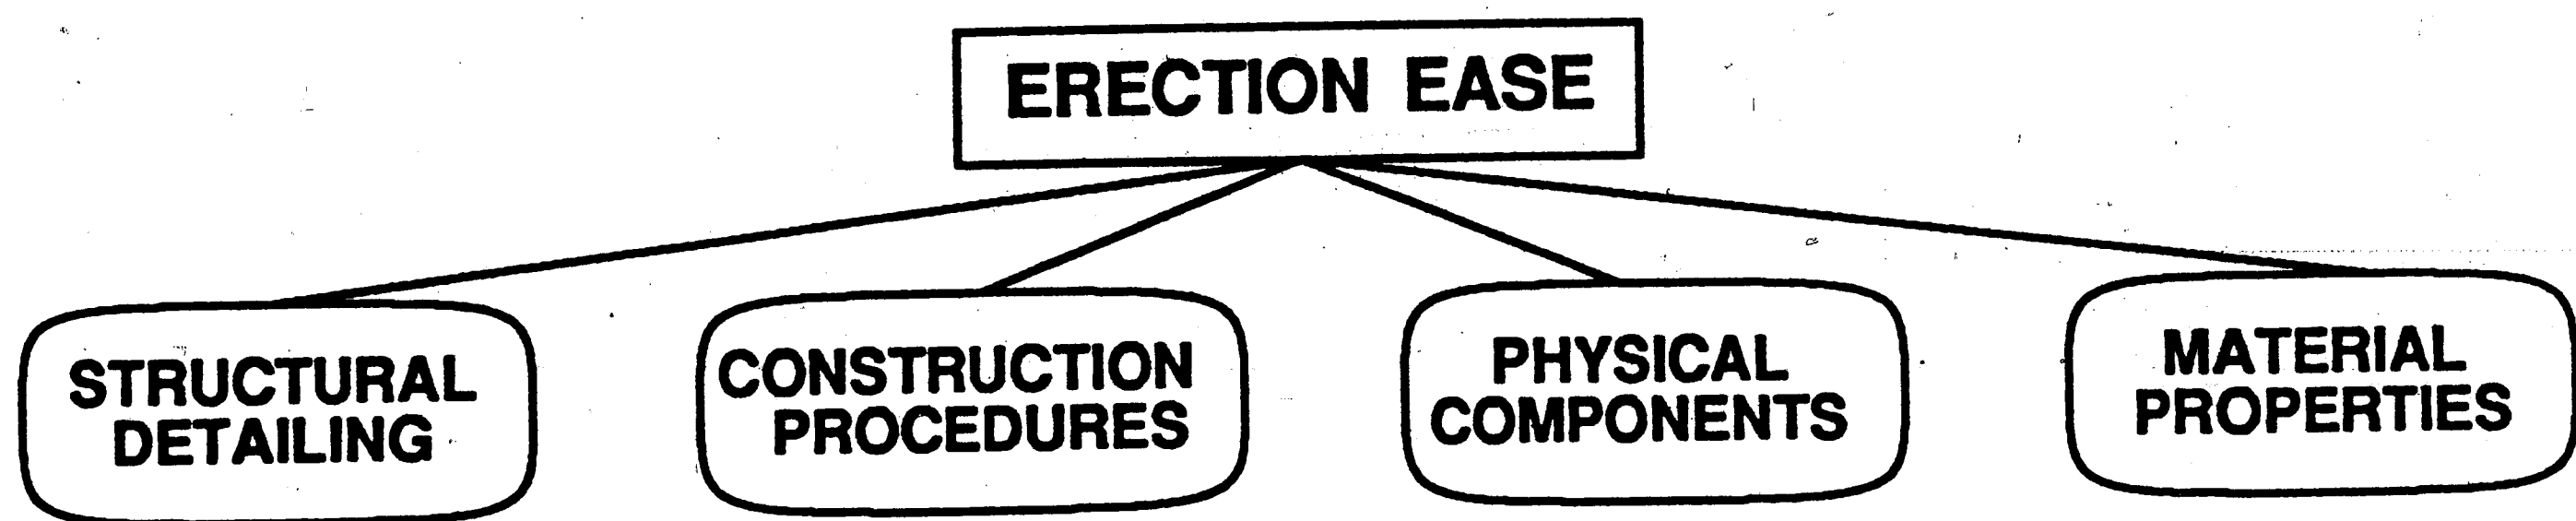 ERECTION EASE
STRUCTURAL
DETAILING
CONSTRUCTION
PROCEDURES
PHYSICAL
COMPONENTS
MATERIAL
PROPERTIES